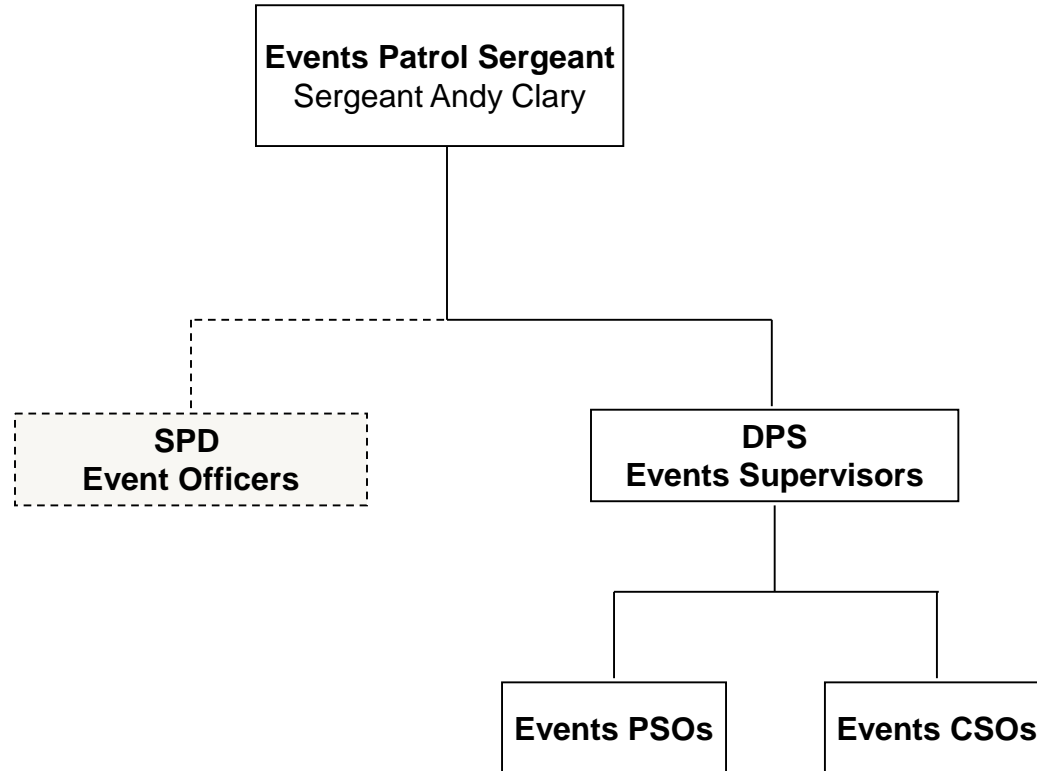 Events Patrol Sergeant
Sergeant Andy Clary
SPD
Event Officers
DPS
Events Supervisors
Events PSOs
Events CSOs